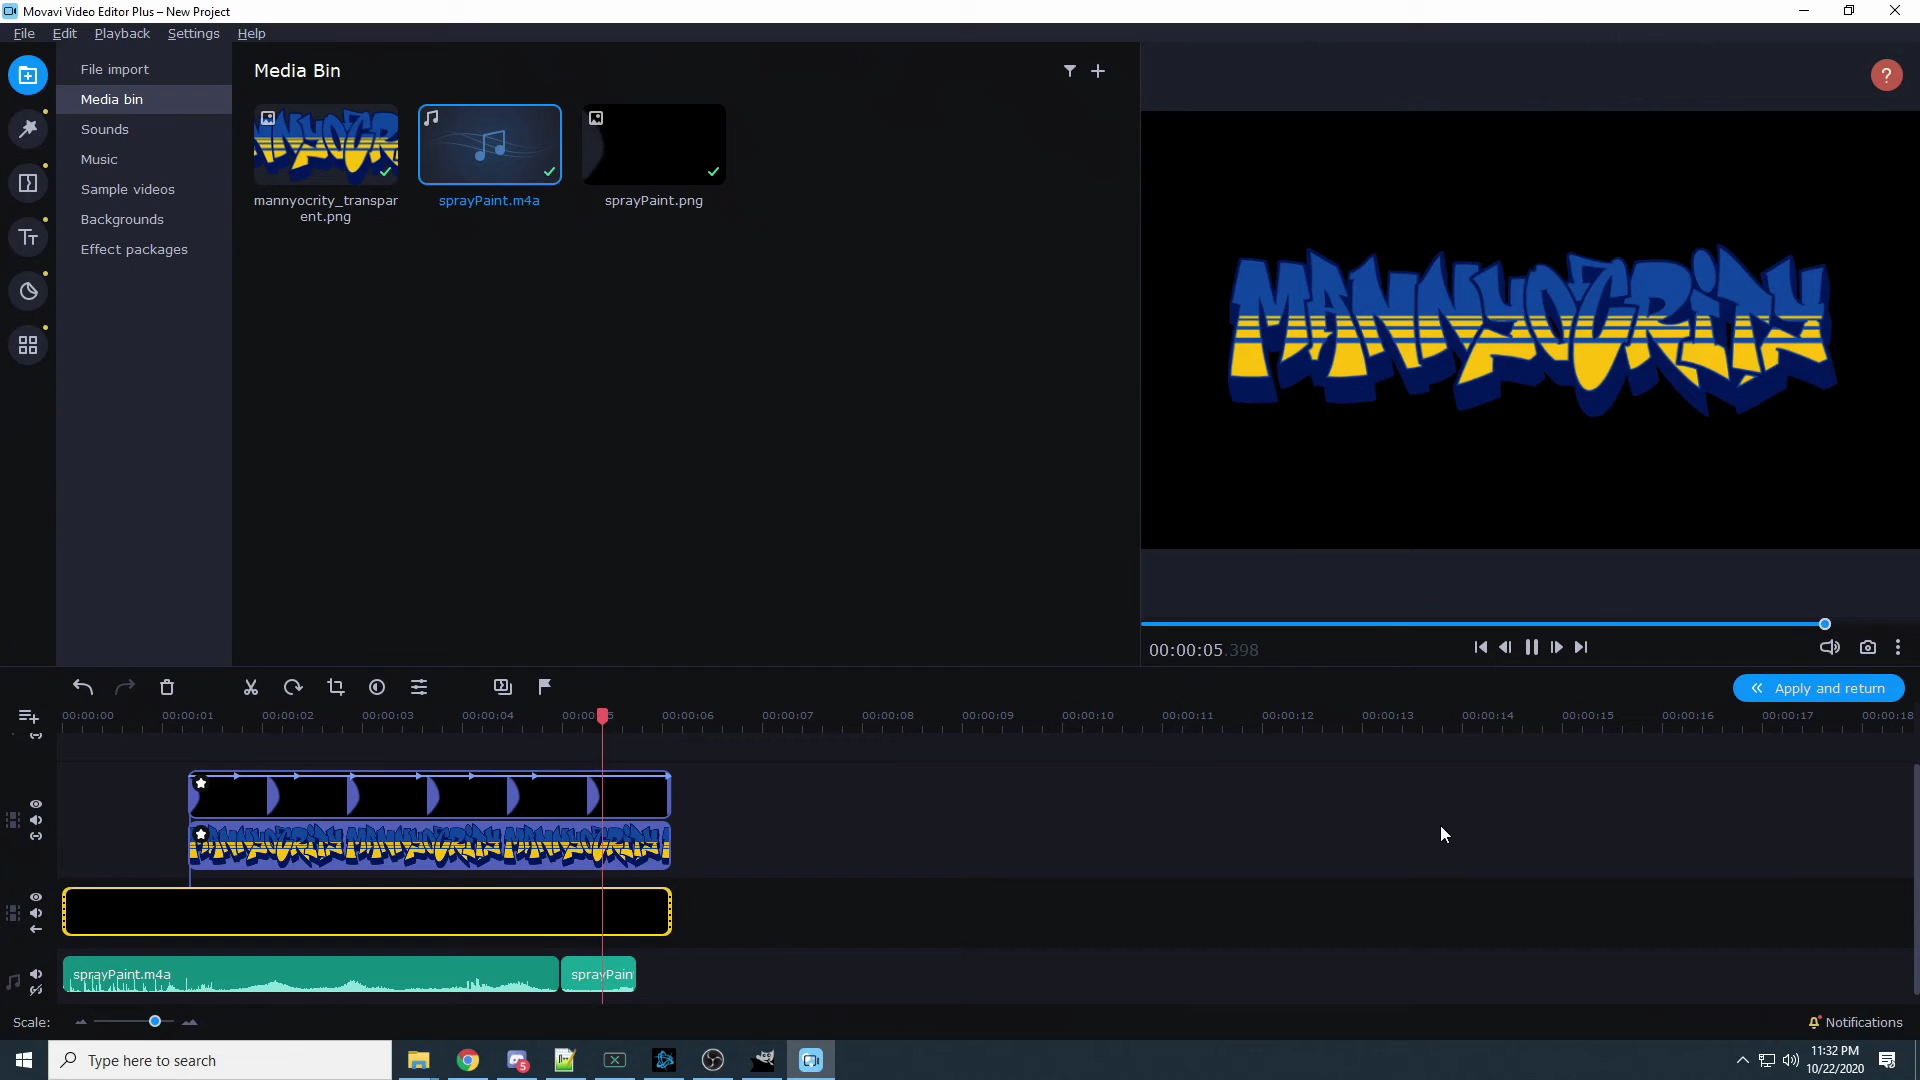 Movavi Video Editor Plus – New Project
File Edit Playback Settings Help
File import
Media bin
Sounds
Music
Sample videos
Backgrounds
Effect packages
Media Bin
mannyocrity_transpar
ent.png
sprayPaint.m4a
sprayPaint.png
?
MANNYOCRITY
00:00:05.398
Apply and return
00:00:00 00:00:01 00:00:02 00:00:03 00:00:04 00:00:05 00:00:06 00:00:07 00:00:08 00:00:09 00:00:10 00:00:11 00:00:12 00:00:13 00:00:14 00:00:15 00:00:16 00:00:17 00:00:18
sprayPaint.m4a sprayPain
Scale:
Notifications
Type here to search
5
11:32 PM
10/22/2020